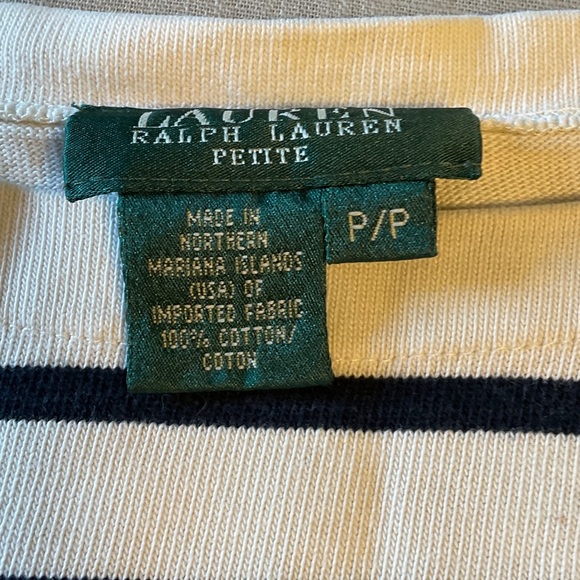 LAUREN
RALPH LAUREN
PETITE
P/P
MADE IN
NORTHERN
MARIANA ISLANDS
(USA) OF
IMPORTED FABRIC
100% COTTON/
COTON